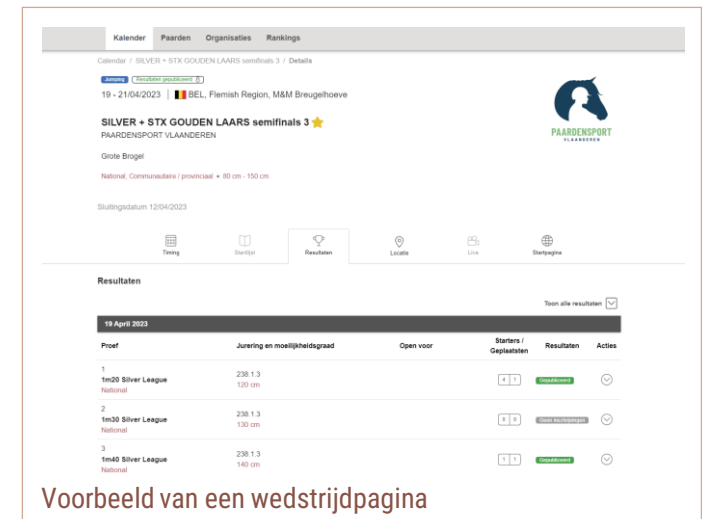 Kalender Paarden Organisaties Rankings
Calendar / SILVER + STX GOUDEN LAARS semifinals 3 / Details
Jumping Resultaten gepubliceerd
19 - 21/04/2023 BEL, Flemish Region, M&M Breugelhoeve
SILVER + STX GOUDEN LAARS semifinals 3
PAARDENSPORT VLAANDEREN
PAARDENSPORT
VLAANDEREN
Grote Brogel
National, Communautaire / provinciaal • 80 cm - 150 cm
Sluitingsdatum 12/04/2023
Timing Startlijst Resultaten Locatie Live Startpagina
Resultaten
Toon alle resultaten
19 April 2023
Proef Jurering en moeilijkheidsgraad Open voor Starters / Geplaatsten Resultaten Acties
1
1m20 Silver League 238.1.3 4 1 Gepubliceerd
National 120 cm
2
1m30 Silver League 238.1.3 0 0 Geen inschrijvingen
National 130 cm
3
1m40 Silver League 238.1.3 1 1 Gepubliceerd
National 140 cm
Voorbeeld van een wedstrijdpagina